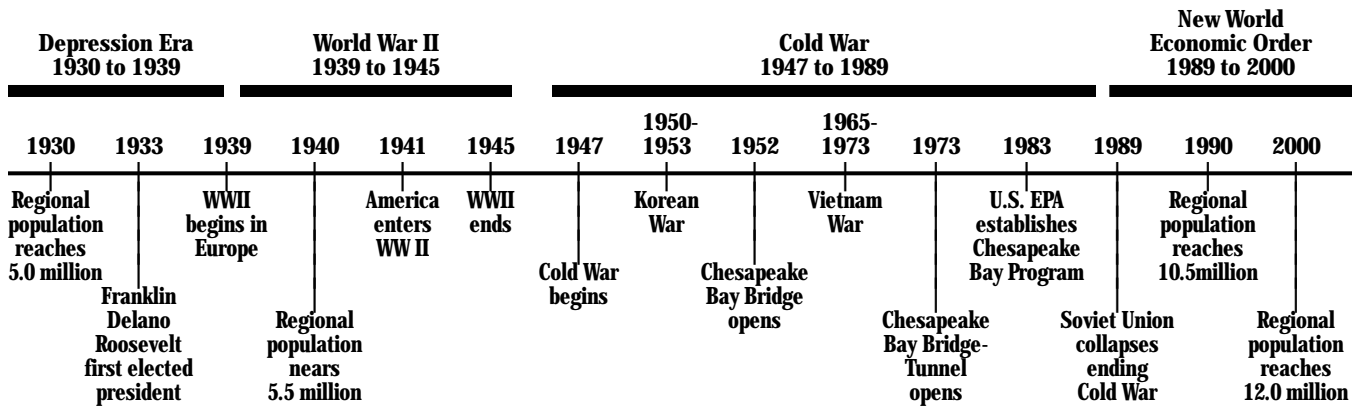 Depression Era
1930 to 1939
World War II
1939 to 1945
Cold War
1947 to 1989
New World
Economic Order
1989 to 2000
1930
1933
1939
1940
1941
1945
1947
1950-
1953
1952
1965-
1973
1973
1983
1989
1990
2000
Regional
population
reaches
5.0 million
Franklin
Delano
Roosevelt
first elected
president
WWII
begins in
Europe
Regional
population
nears
5.5 million
America
enters
WW II
WWII
ends
Cold War
begins
Korean
War
Chesapeake
Bay Bridge
opens
Vietnam
War
Chesapeake
Bay Bridge-
Tunnel
opens
U.S. EPA
establishes
Chesapeake
Bay Program
Soviet Union
collapses
ending
Cold War
Regional
population
reaches
10.5million
Regional
population
reaches
12.0 million